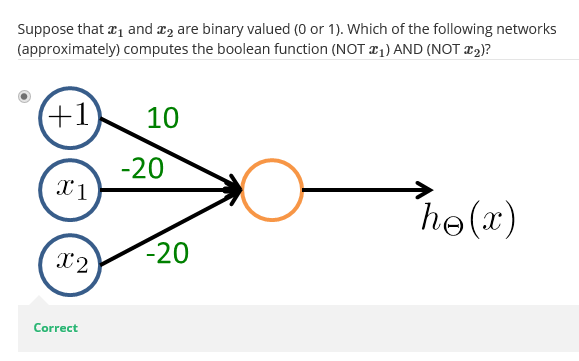 Suppose that x₁ and x₂ are binary valued (0 or 1). Which of the following networks
(approximately) computes the boolean function (NOT x₁) AND (NOT x₂)?
+1
10
-20
x₁
hΘ(x)
x₂
-20
Correct